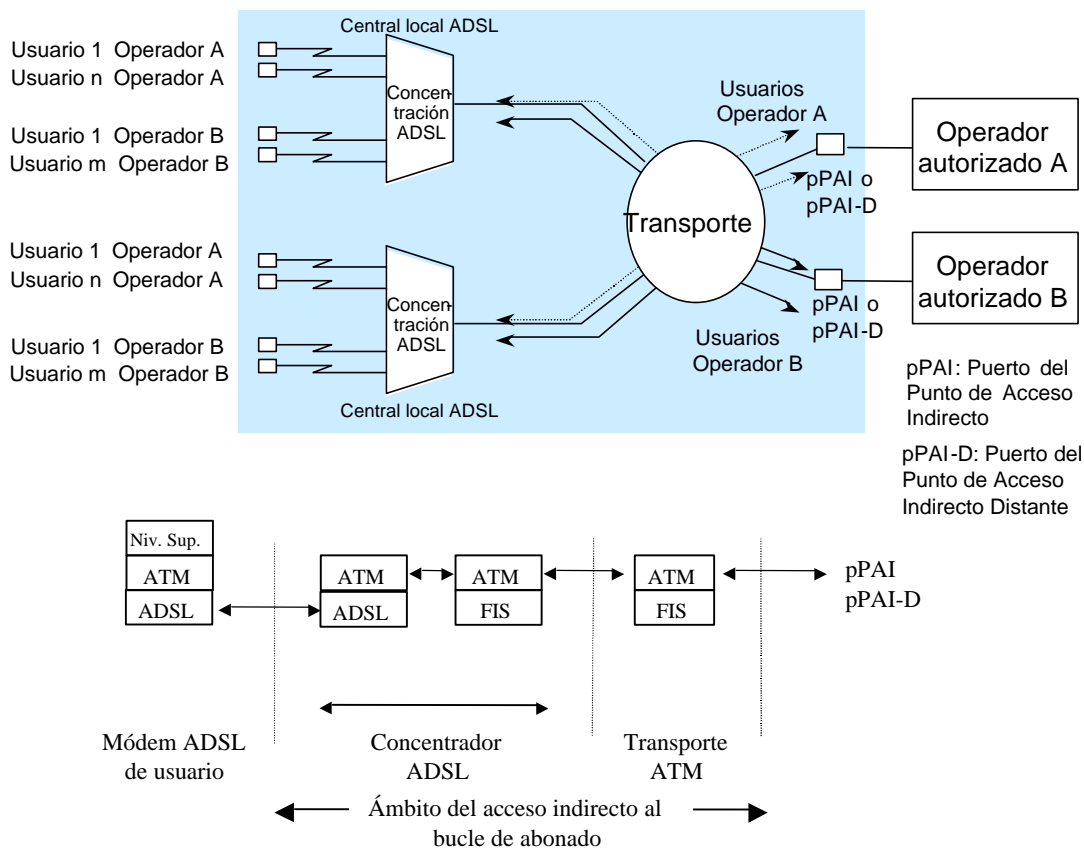 Central local ADSL
Usuario 1 Operador A
Usuario n Operador A
Usuario 1 Operador B
Usuario m Operador B
Concen-
tración
ADSL
Usuarios
Operador A
pPAI o
pPAI-D
Operador
autorizado A
Transporte
Usuario 1 Operador A
Usuario n Operador A
Usuario 1 Operador B
Usuario m Operador B
Concen-
tración
ADSL
Central local ADSL
pPAI o
pPAI-D
Usuarios
Operador B
Operador
autorizado B
pPAI: Puerto del
Punto de Acceso
Indirecto
pPAI-D: Puerto del
Punto de Acceso
Indirecto Distante
Niv. Sup.
ATM
ADSL
ATM
ADSL
ATM
FIS
ATM
FIS
pPAI
pPAI-D
Módem ADSL
de usuario
Concentrador
ADSL
Transporte
ATM
Ámbito del acceso indirecto al
bucle de abonado